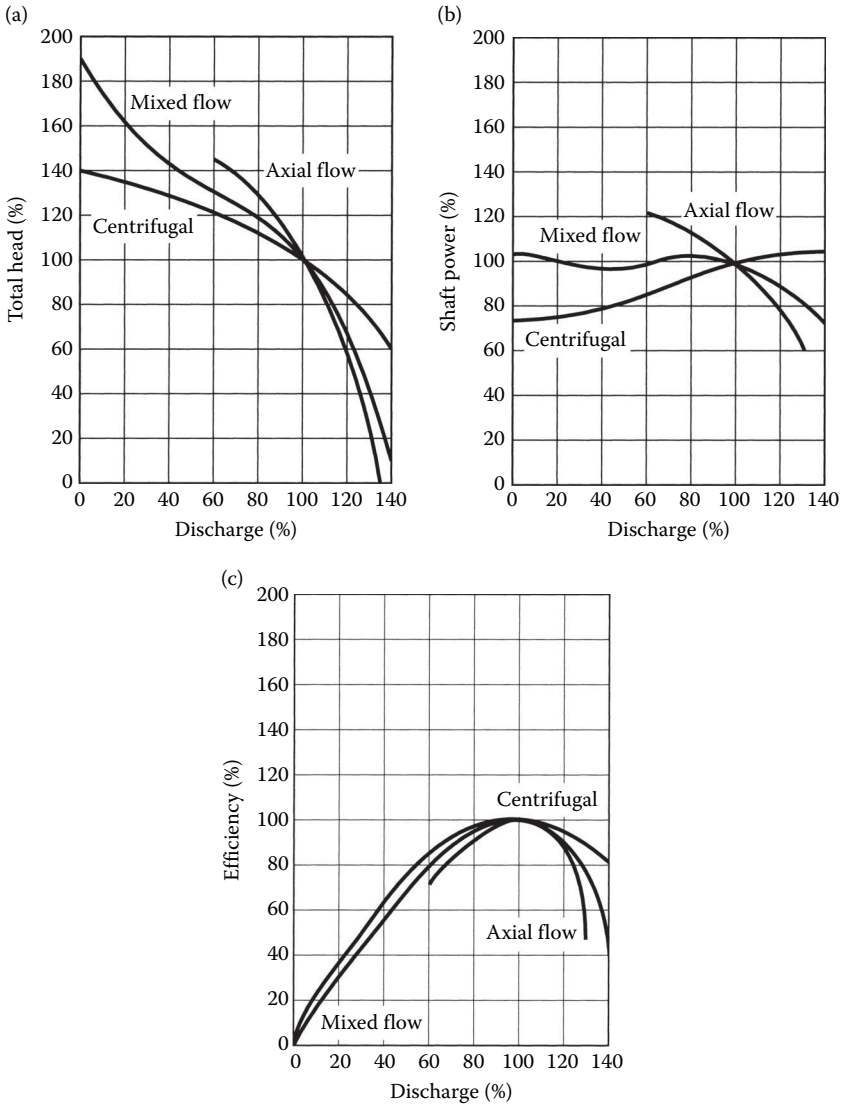 (a)
200
180
160
140
120
100
80
60
40
20
0
Total head (%)
Mixed flow
Axial flow
Centrifugal
0 20 40 60 80 100 120 140
Discharge (%)
(b)
200
180
160
140
120
100
80
60
40
20
0
Shaft power (%)
Axial flow
Mixed flow
Centrifugal
0 20 40 60 80 100 120 140
Discharge (%)
(c)
200
180
160
140
120
100
80
60
40
20
0
Efficiency (%)
Centrifugal
Axial flow
Mixed flow
0 20 40 60 80 100 120 140
Discharge (%)